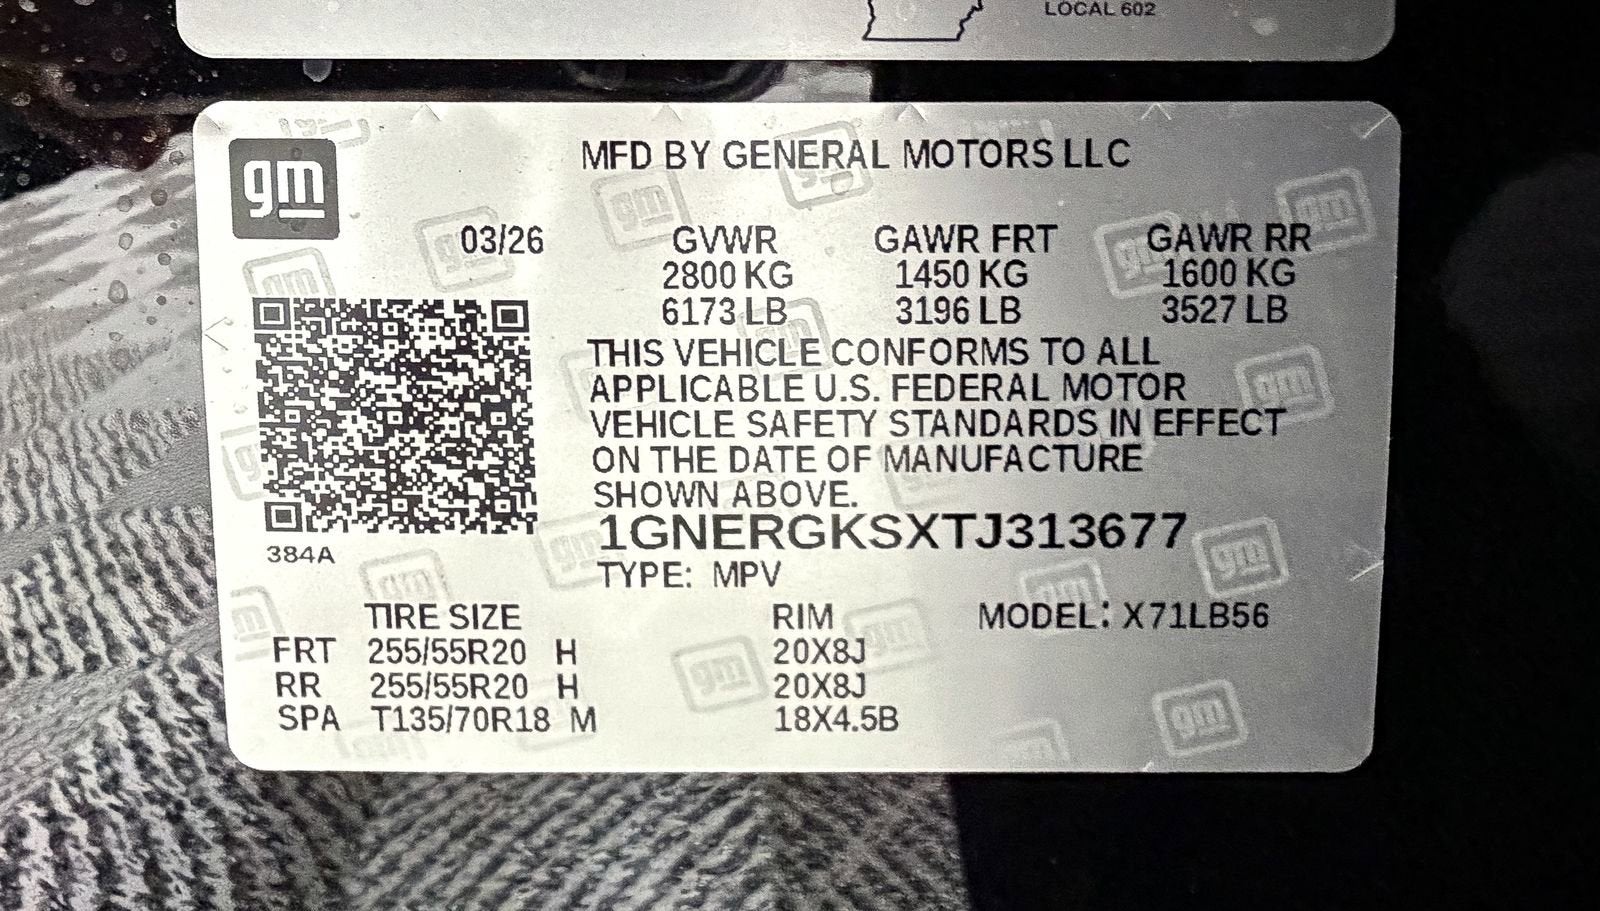 LOCAL 602
gm
MFD BY GENERAL MOTORS LLC
03/26 GVWR GAWR FRT GAWR RR
2800 KG 1450 KG 1600 KG
6173 LB 3196 LB 3527 LB
THIS VEHICLE CONFORMS TO ALL
APPLICABLE U.S. FEDERAL MOTOR
VEHICLE SAFETY STANDARDS IN EFFECT
ON THE DATE OF MANUFACTURE
SHOWN ABOVE.
1GNERGKSXTJ313677
384A
TYPE: MPV
TIRE SIZE RIM MODEL: X71LB56
FRT 255/55R20 H 20X8J
RR 255/55R20 H 20X8J
SPA T135/70R18 M 18X4.5B